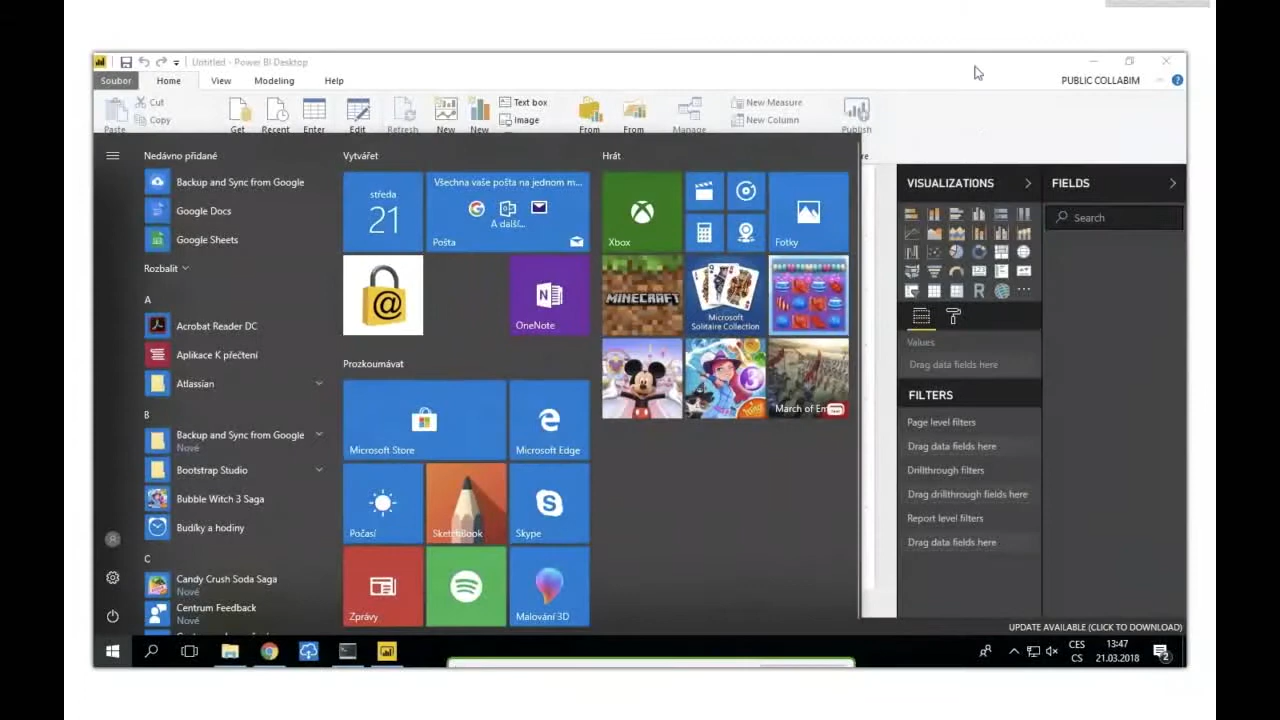 Untitled - Power BI Desktop
Soubor
Home
View
Modeling
Help
PUBLIC COLLABIM
Paste
Cut
Copy
Get
Recent
Enter
Edit
Refresh
New
New
Text box
Image
From
From
Manage
New Measure
New Column
Publish
re
Nedávno přidané
Backup and Sync from Google
Google Docs
Google Sheets
Rozbalit
A
Acrobat Reader DC
Aplikace K přečtení
Atlassian
B
Backup and Sync from Google
Nové
Bootstrap Studio
Bubble Witch 3 Saga
Budíky a hodiny
C
Candy Crush Soda Saga
Nové
Centrum Feedback
Nové
Vytvářet
středa
21
Všechna vaše pošta na jednom m...
A další...
Pošta
OneNote
Prozkoumávat
Microsoft Store
Microsoft Edge
Počasí
SketchBook
Skype
Zprávy
Malování 3D
Hrát
Xbox
Fotky
MINECRAFT
Microsoft
Solitaire Collection
March of Em
VISUALIZATIONS
Values
Drag data fields here
FILTERS
Page level filters
Drag data fields here
Drillthrough filters
Drag drillthrough fields here
Report level filters
Drag data fields here
FIELDS
Search
UPDATE AVAILABLE (CLICK TO DOWNLOAD)
CES
CS
13:47
21.03.2018
2